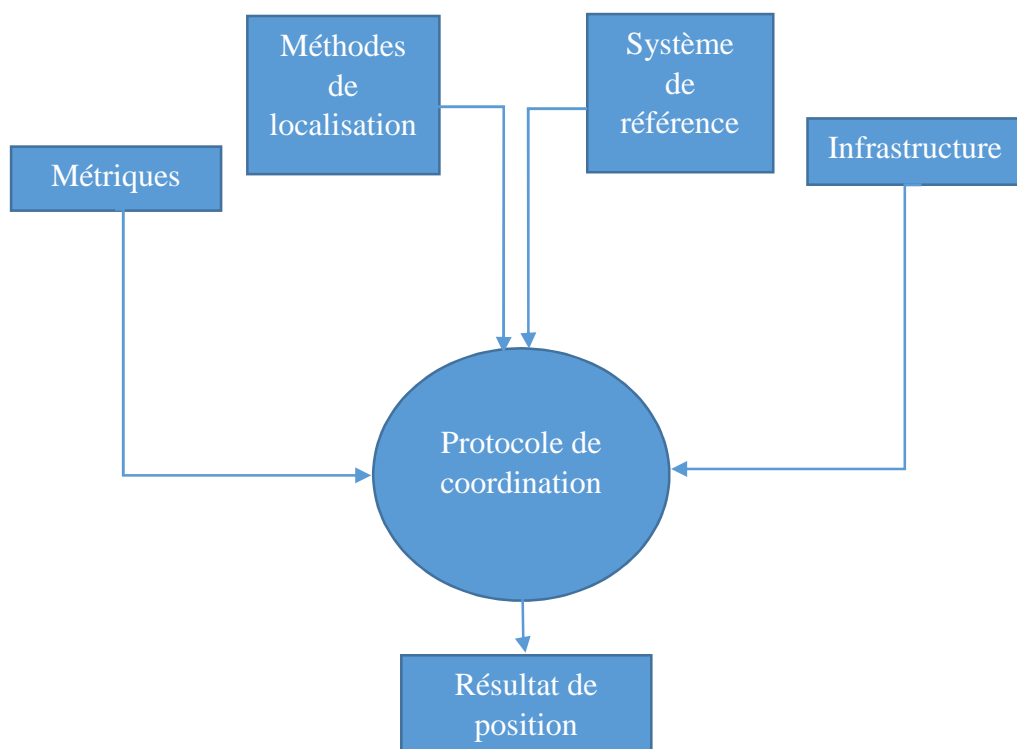 Métriques
Méthodes
de
localisation
Système
de
référence
Infrastructure
Protocole de
coordination
Résultat de
position